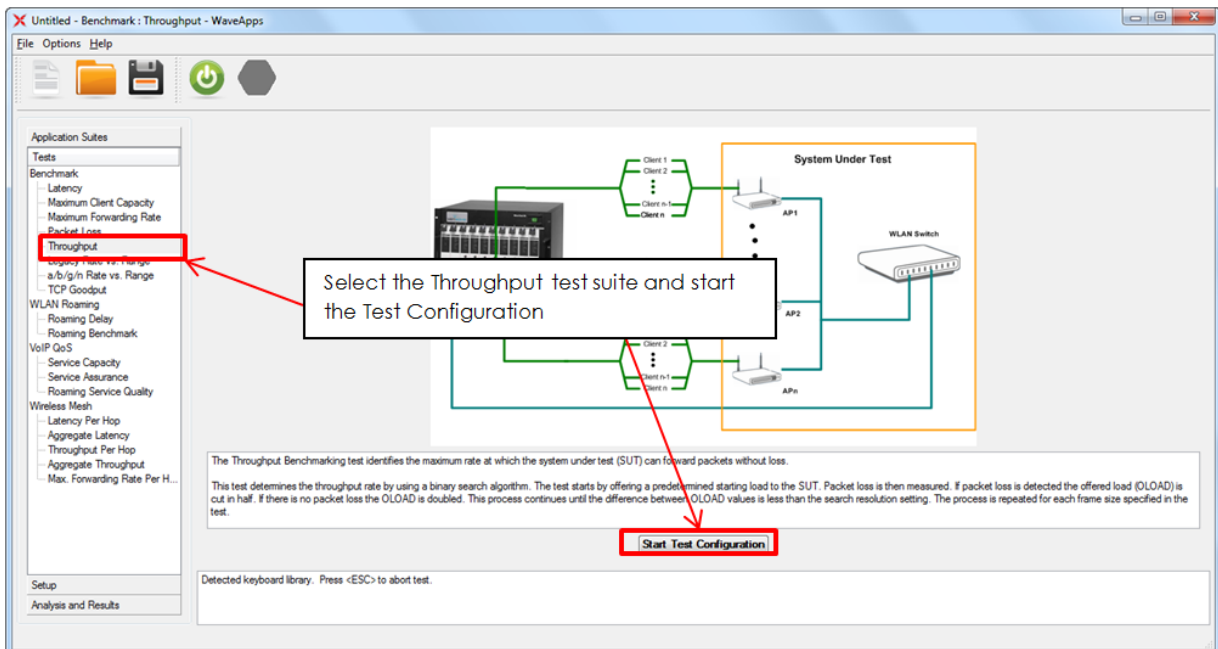 Untitled - Benchmark : Throughput - WaveApps
File Options Help
Application Suites
Tests
Benchmark
Latency
Maximum Client Capacity
Maximum Forwarding Rate
Packet Loss
Throughput
Legacy Rate vs. Range
a/b/g/n Rate vs. Range
TCP Goodput
WLAN Roaming
Roaming Delay
Roaming Benchmark
VoIP QoS
Service Capacity
Service Assurance
Roaming Service Quality
Wireless Mesh
Latency Per Hop
Aggregate Latency
Throughput Per Hop
Aggregate Throughput
Max. Forwarding Rate Per H...
Setup
Analysis and Results
Client 1
Client 2
Client n-1
Client n
System Under Test
AP1
WLAN Switch
Select the Throughput test suite and start
the Test Configuration
AP2
Client 2
Client n-1
Client n
APn
The Throughput Benchmarking test identifies the maximum rate at which the system under test (SUT) can forward packets without loss.
This test determines the throughput rate by using a binary search algorithm. The test starts by offering a predetermined starting load to the SUT. Packet loss is then measured. If packet loss is detected the offered load (OLOAD) is
cut in half. If there is no packet loss the OLOAD is doubled. This process continues until the difference between OLOAD values is less than the search resolution setting. The process is repeated for each frame size specified in the
test.
Start Test Configuration
Detected keyboard library. Press <ESC> to abort test.